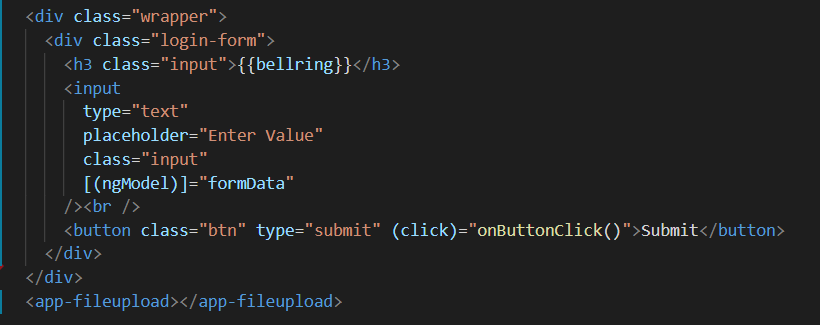 <div class="wrapper">
<div class="login-form">
<h3 class="input">{{bellring}}</h3>
<input
type="text"
placeholder="Enter Value"
class="input"
[(ngModel)]="formData"
/><br />
<button class="btn" type="submit" (click)="onButtonClick()">Submit</button>
</div>
</div>
<app-fileupload></app-fileupload>